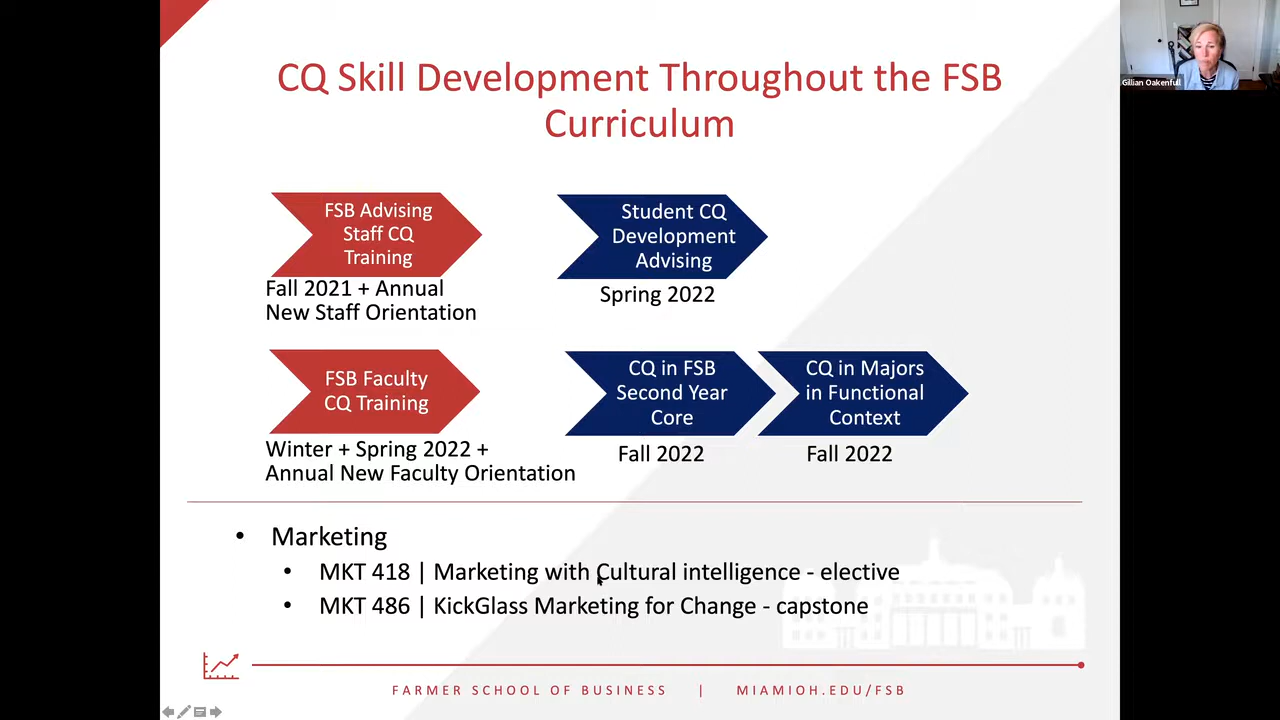 CQ Skill Development Throughout the FSB
Curriculum
Gillian Oakenfull
FSB Advising
Staff CQ
Training
Fall 2021 + Annual
New Staff Orientation
Student CQ
Development
Advising
Spring 2022
FSB Faculty
CQ Training
Winter + Spring 2022 +
Annual New Faculty Orientation
CQ in FSB
Second Year
Core
Fall 2022
CQ in Majors
in Functional
Context
Fall 2022
• Marketing
• MKT 418 | Marketing with Cultural intelligence - elective
• MKT 486 | KickGlass Marketing for Change - capstone
FARMER SCHOOL OF BUSINESS | MIAMIOH.EDU/FSB